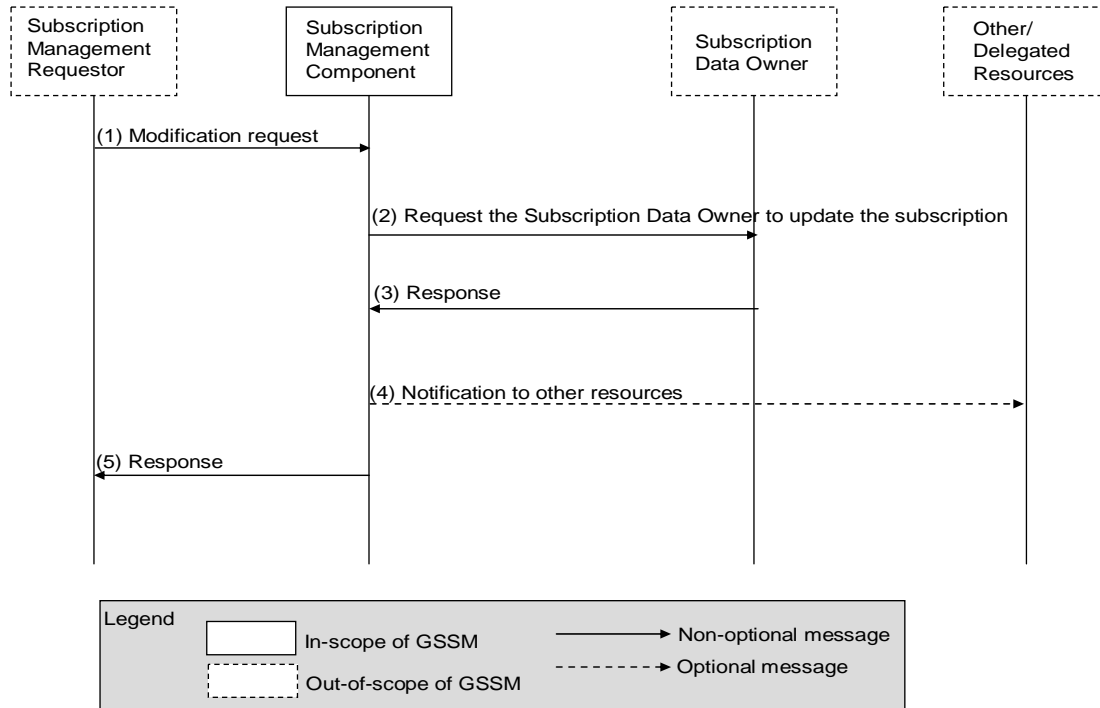 Subscription
Management
Requestor
Subscription
Management
Component
Subscription
Data Owner
Other/
Delegated
Resources
(1) Modification request
(2) Request the Subscription Data Owner to update the subscription
(3) Response
(4) Notification to other resources
(5) Response
Legend
In-scope of GSSM
Non-optional message
Out-of-scope of GSSM
Optional message